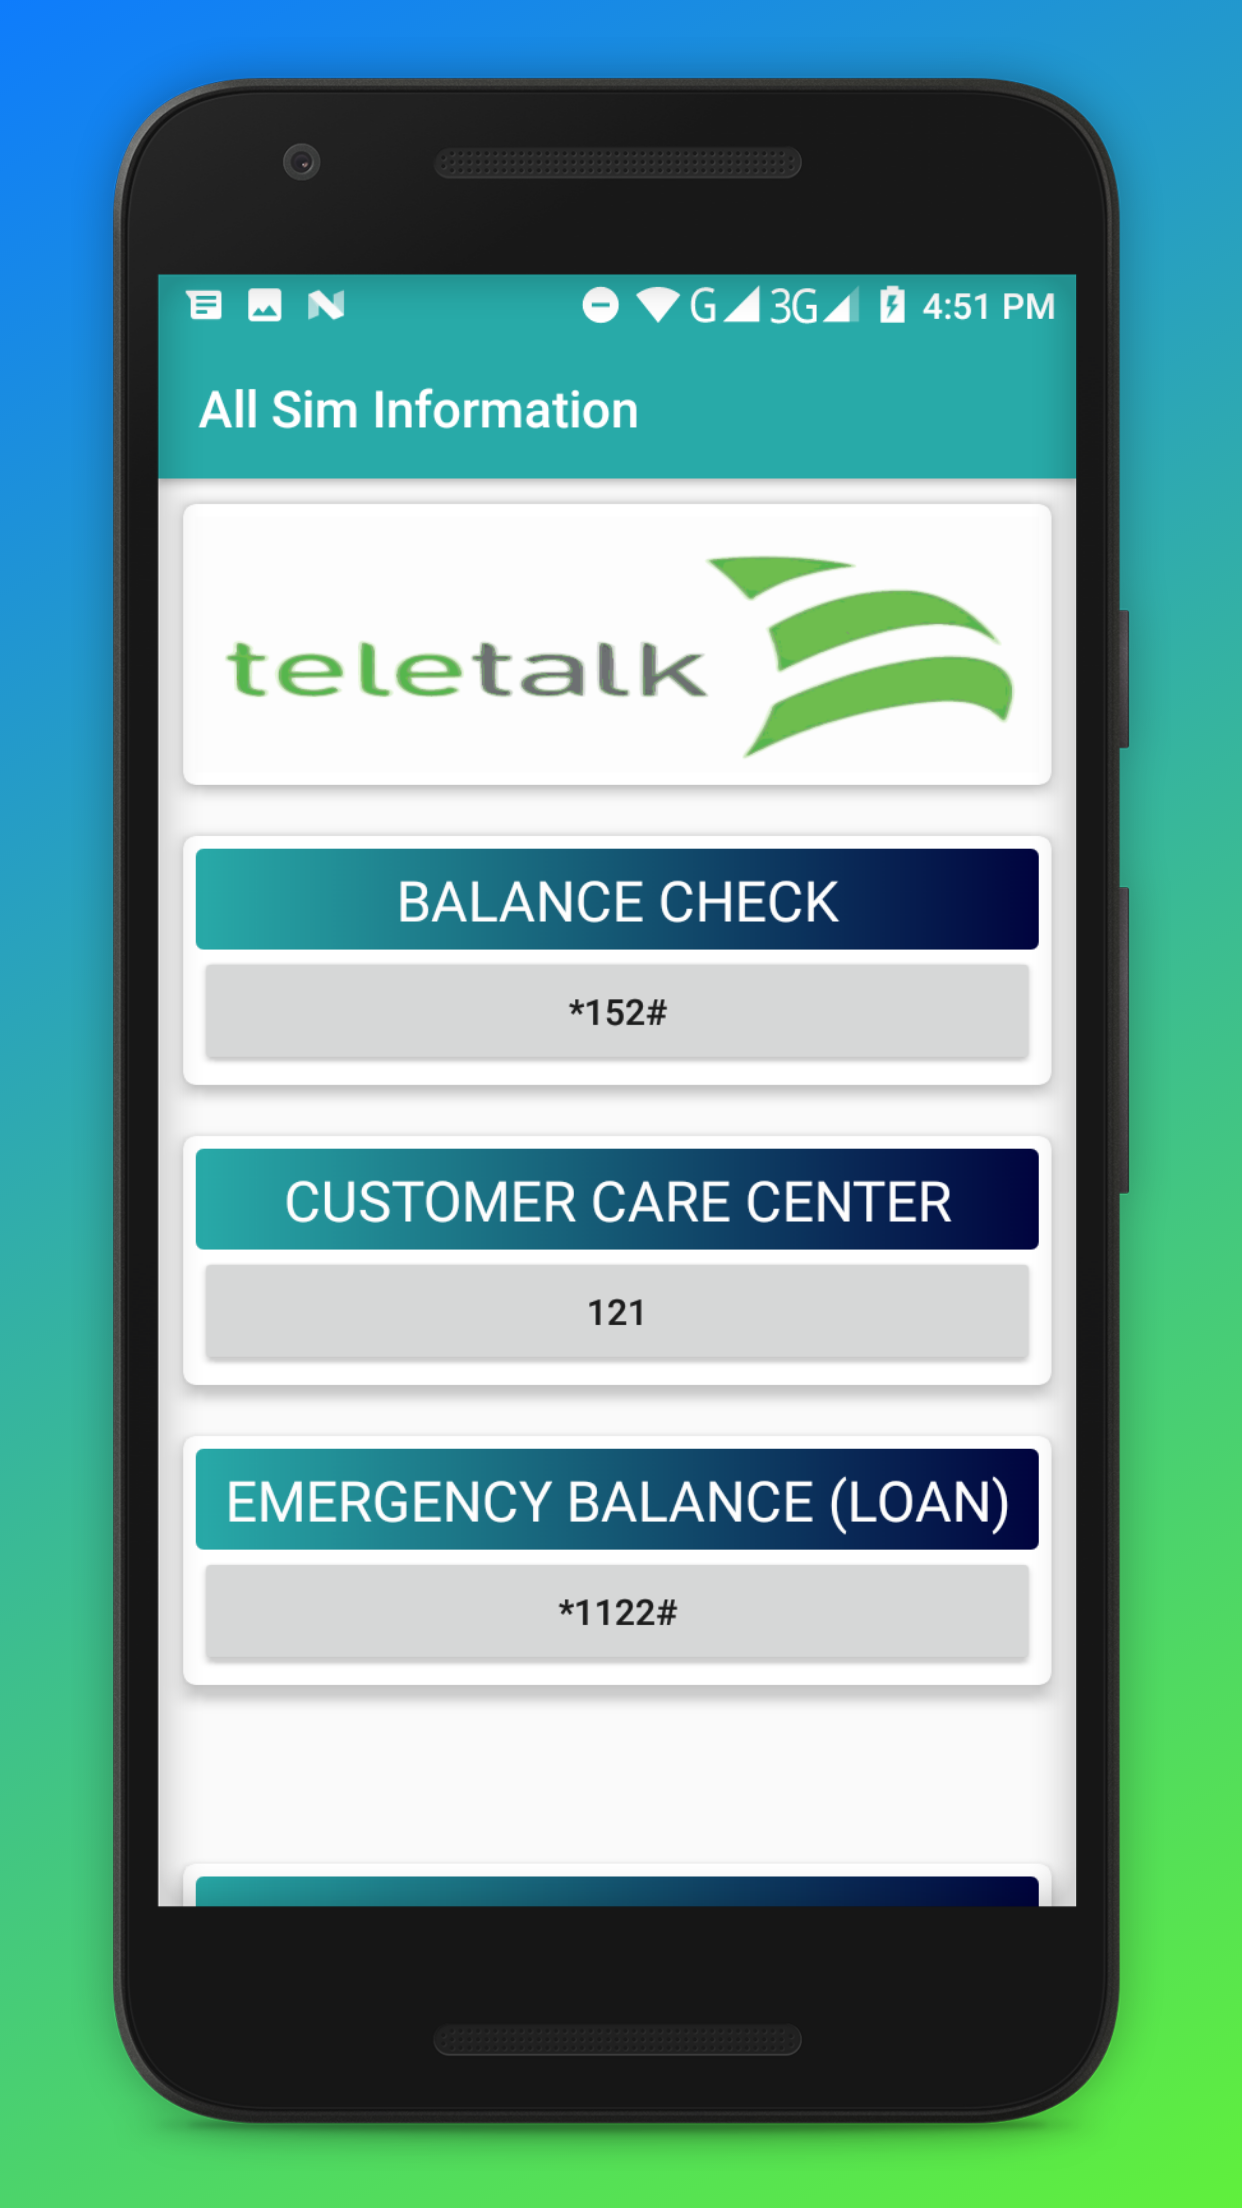 G 3G 4:51 PM
All Sim Information
teletalk
BALANCE CHECK
*152#
CUSTOMER CARE CENTER
121
EMERGENCY BALANCE (LOAN)
*1122#